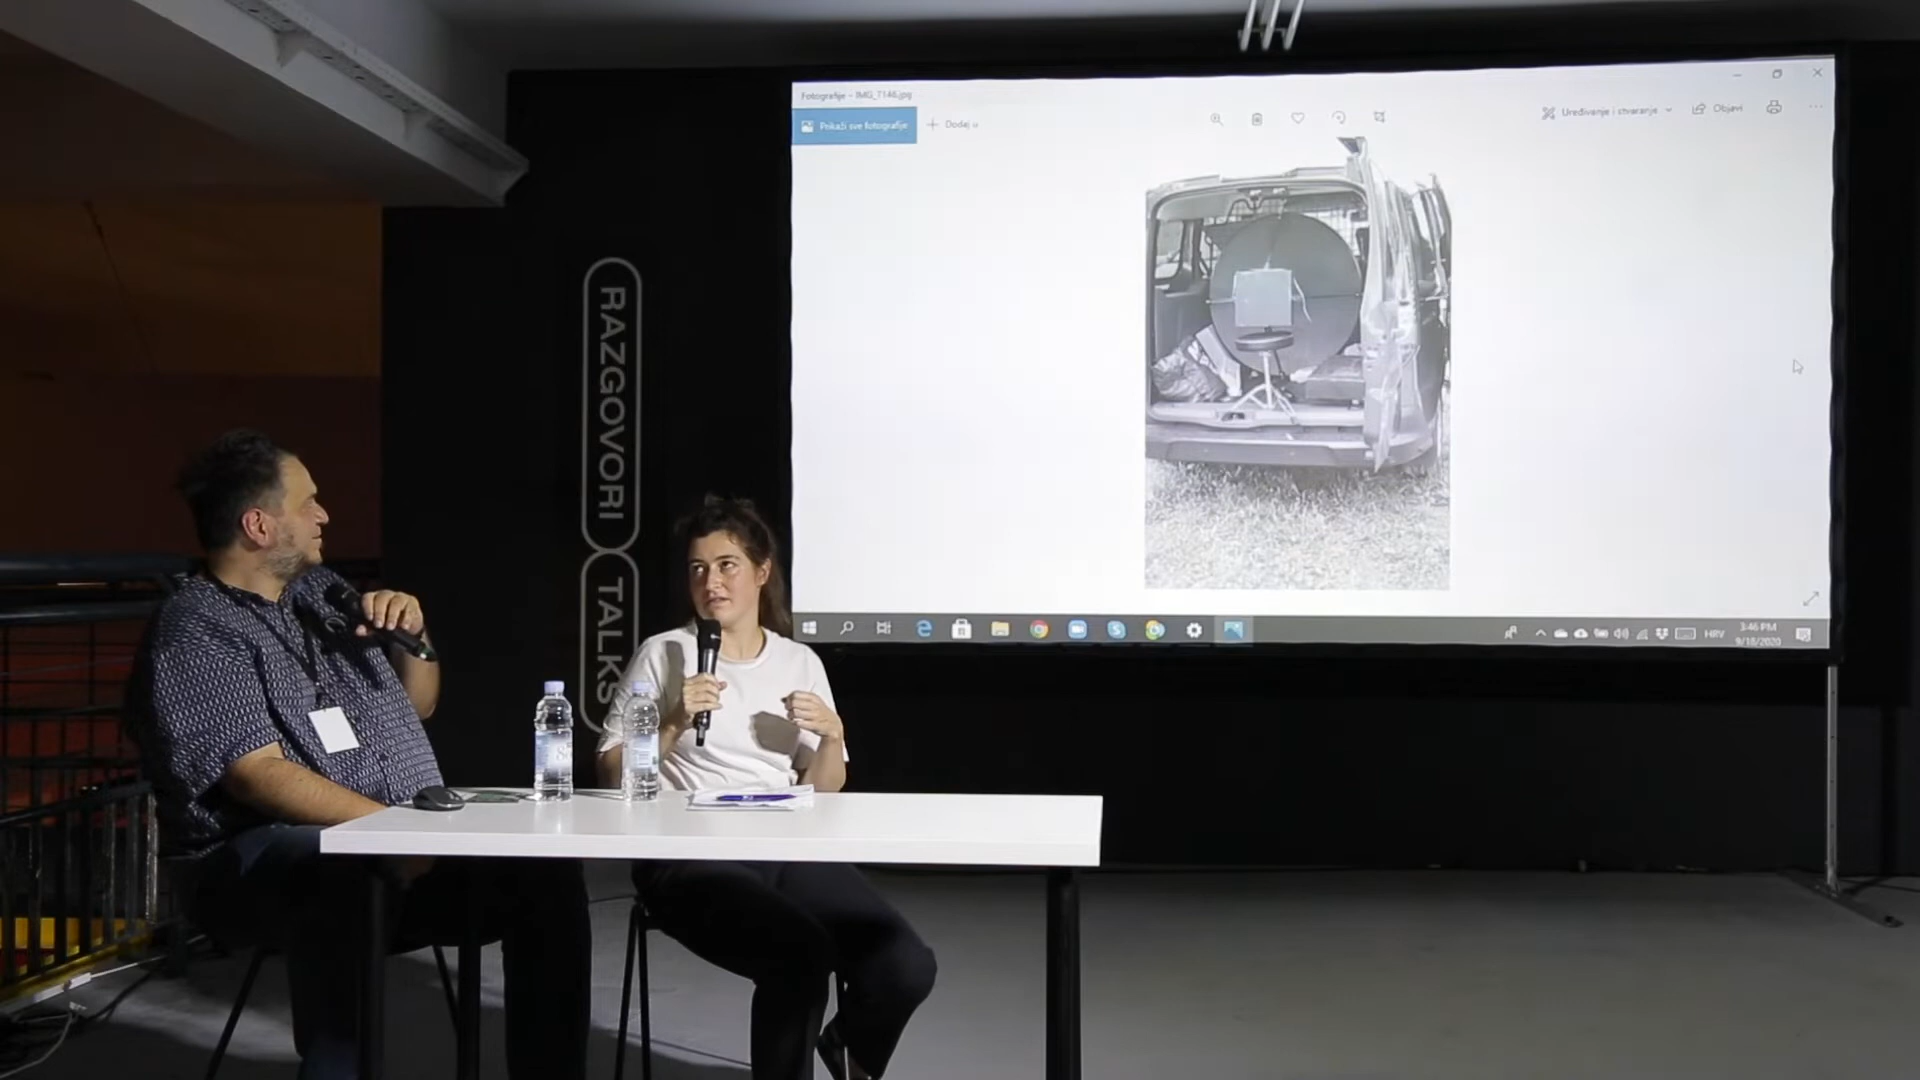 Fotografije - IMG_7146.jpg
Prikaži sve fotografije
Dodaj u
Uređivanje i stvaranje
Objavi
RAZGOVORI
TALKS
HRV
3:46 PM
9/18/2020